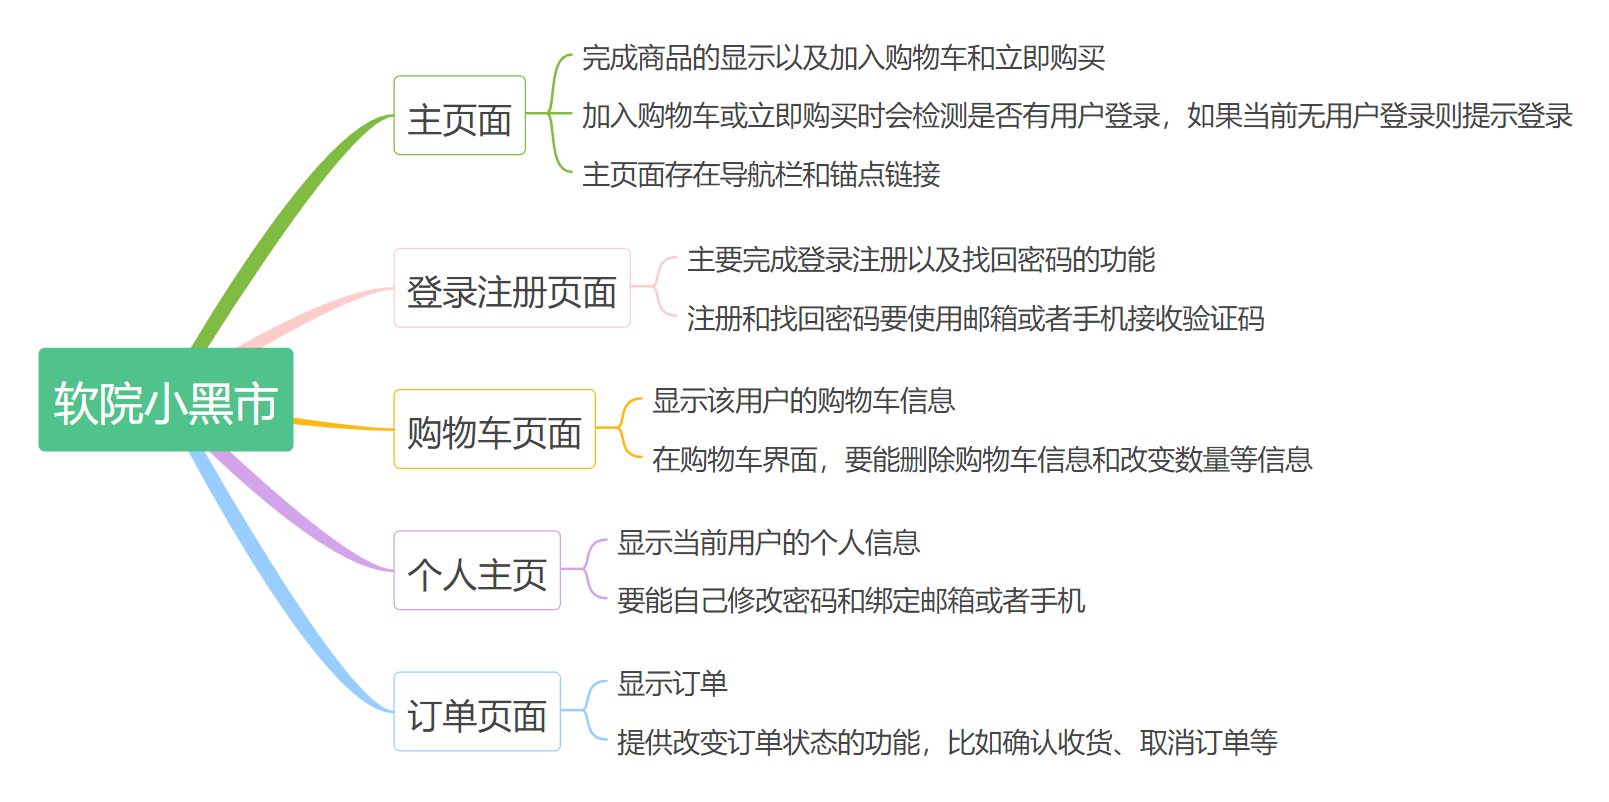 软院小黑市
主页面
完成商品的显示以及加入购物车和立即购买
加入购物车或立即购买时会检测是否有用户登录，如果当前无用户登录则提示登录
主页面存在导航栏和锚点链接
登录注册页面
主要完成登录注册以及找回密码的功能
注册和找回密码要使用邮箱或者手机接收验证码
购物车页面
显示该用户的购物车信息
在购物车界面，要能删除购物车信息和改变数量等信息
个人主页
显示当前用户的个人信息
要能自己修改密码和绑定邮箱或者手机
订单页面
显示订单
提供改变订单状态的功能，比如确认收货、取消订单等